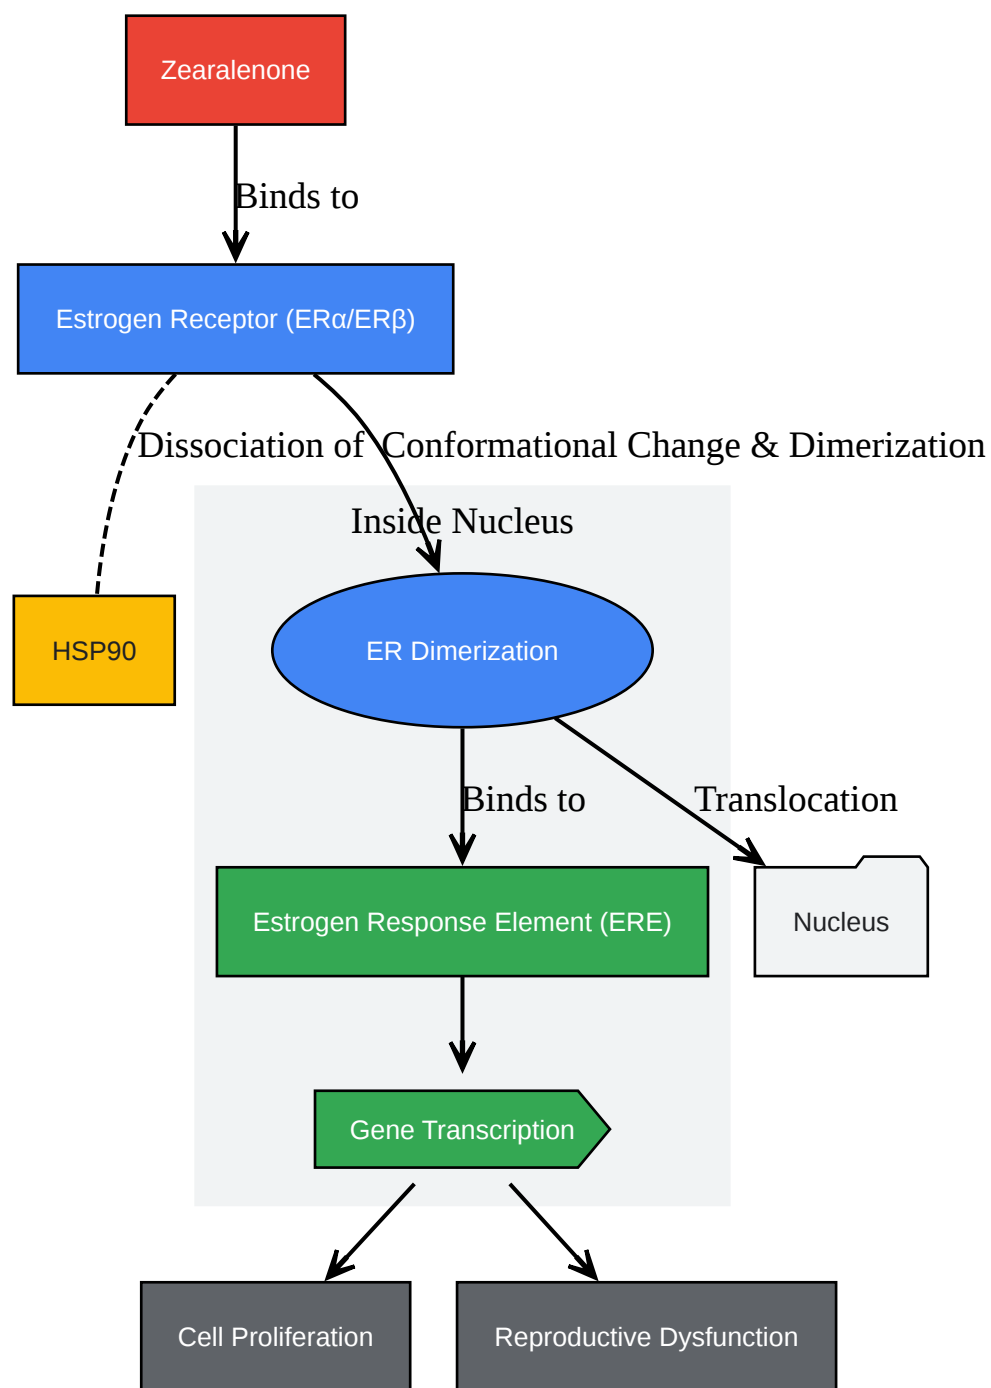 Zearalenone
Binds to
Estrogen Receptor (ERα/ERβ)
Dissociation of
Conformational Change & Dimerization
Inside Nucleus
HSP90
ER Dimerization
Binds to
Translocation
Estrogen Response Element (ERE)
Nucleus
Gene Transcription
Cell Proliferation
Reproductive Dysfunction